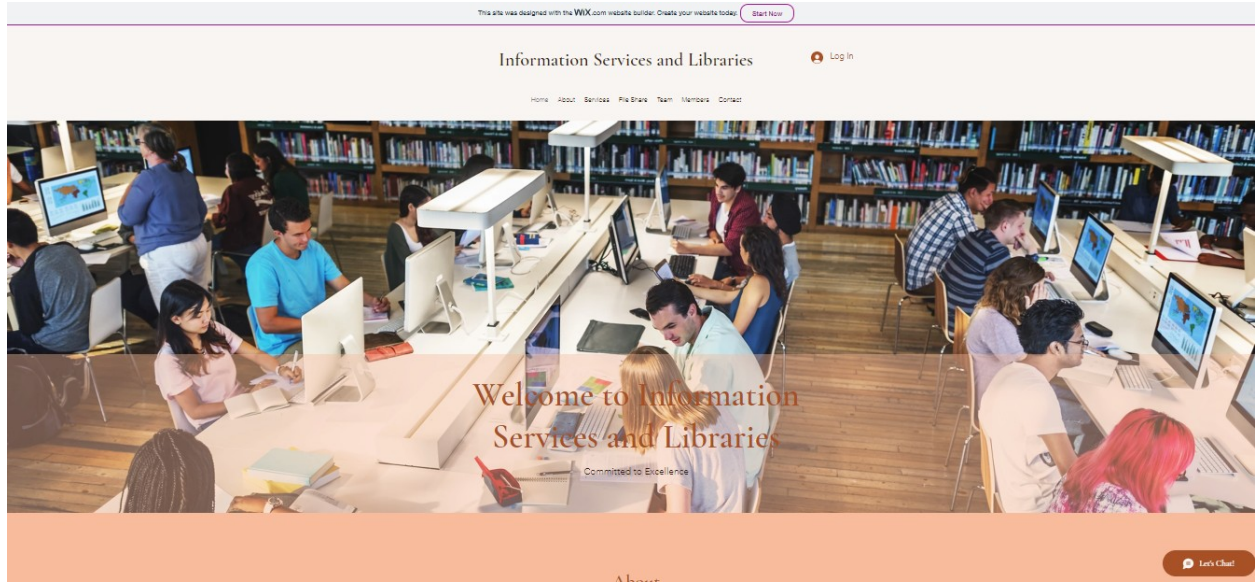 This site was designed with the WiX.com website builder. Create your website today. Start Now
Information Services and Libraries
Log In
Home About Services File Share Team Members Contact
Welcome to Information
Services and Libraries
Committed to Excellence
About
Let's Chat!